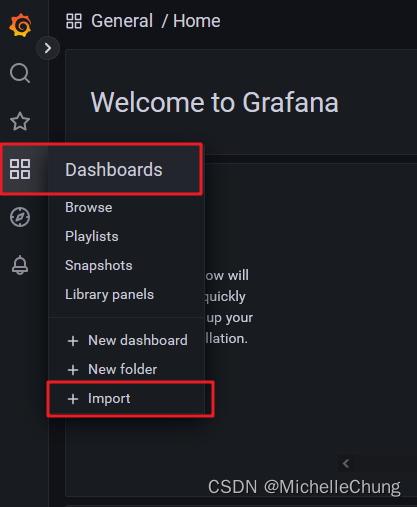 General / Home
Welcome to Grafana
Dashboards
Browse
Playlists
Snapshots
Library panels
ow will
quickly
up your
llation.
+ New dashboard
+ New folder
+ Import
CSDN @MichelleChung